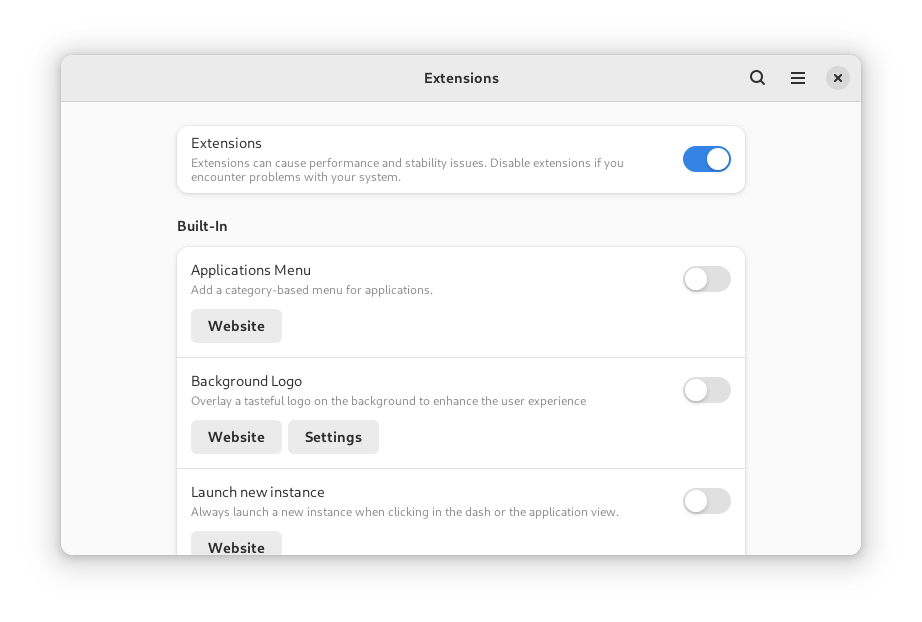 Extensions
Extensions
Extensions can cause performance and stability issues. Disable extensions if you
encounter problems with your system.
Built-In
Applications Menu
Add a category-based menu for applications.
Website
Background Logo
Overlay a tasteful logo on the background to enhance the user experience
Website Settings
Launch new instance
Always launch a new instance when clicking in the dash or the application view.
Website